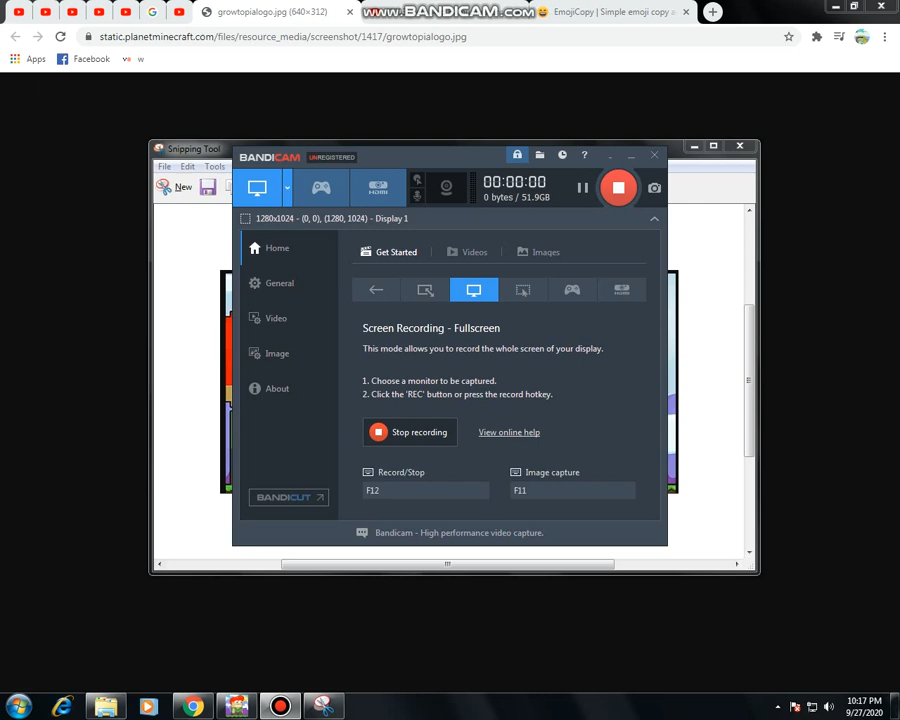 growtopialogo.jpg (640×312)
www.BANDICAM.com
EmojiCopy | Simple emoji copy a
static.planetminecraft.com/files/resource_media/screenshot/1417/growtopialogo.jpg
Apps Facebook w
Snipping Tool
File Edit Tools
New
BANDICAM UNREGISTERED
HDMI
00:00:00
0 bytes / 51.9GB
1280x1024 - (0, 0), (1280, 1024) - Display 1
Home
General
Video
Image
About
BANDICUT
Get Started Videos Images
Screen Recording - Fullscreen
This mode allows you to record the whole screen of your display.
1. Choose a monitor to be captured.
2. Click the 'REC' button or press the record hotkey.
Stop recording View online help
Record/Stop Image capture
F12 F11
Bandicam - High performance video capture.
10:17 PM
9/27/2020